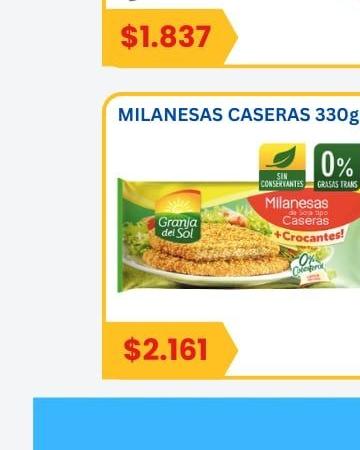 $1.837
MILANESAS CASERAS 330g
SIN
CONSERVANTES
0%
GRASAS TRANS
Granja
del Sol
Milanesas
de Soja tipo
Caseras
+Crocantes!
0%
Colesterol
$2.161